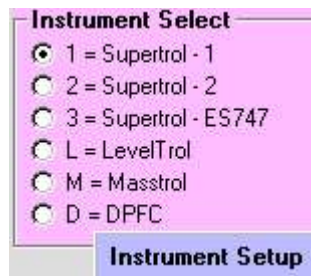 Instrument Select
1 = Supertrol - 1
2 = Supertrol - 2
3 = Supertrol - ES747
L = LevelTrol
M = Masstrol
D = DPFC
Instrument Setup